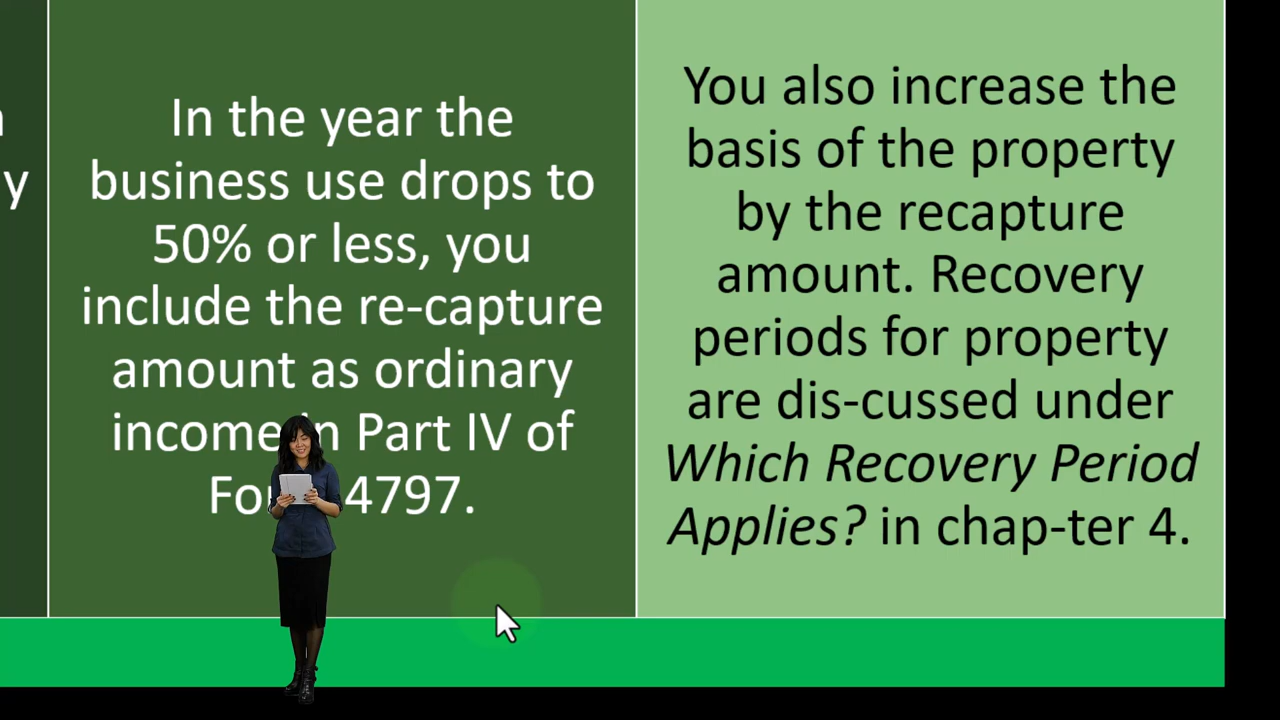 y
In the year the
business use drops to
50% or less, you
include the re-capture
amount as ordinary
income in Part IV of
4797.
You also increase the
basis of the property
by the recapture
amount. Recovery
periods for property
are dis-cussed under
Which Recovery Period
Applies? in chap-ter 4.